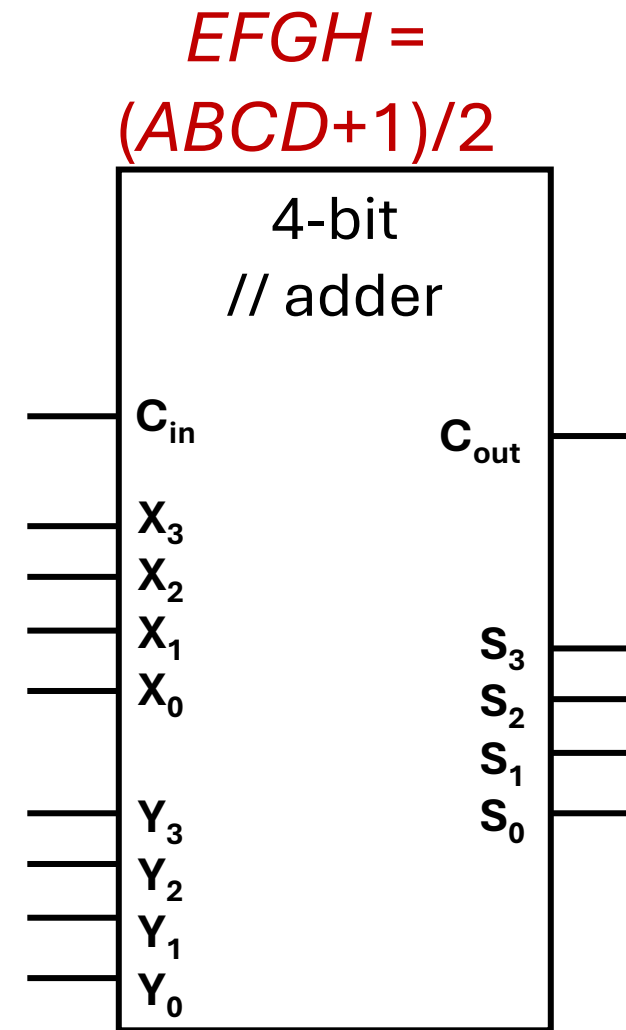 EFGH =
(ABCD+1)/2
4-bit
// adder
Cin
Cout
X3
X2
X1
X0
S3
S2
S1
S0
Y3
Y2
Y1
Y0